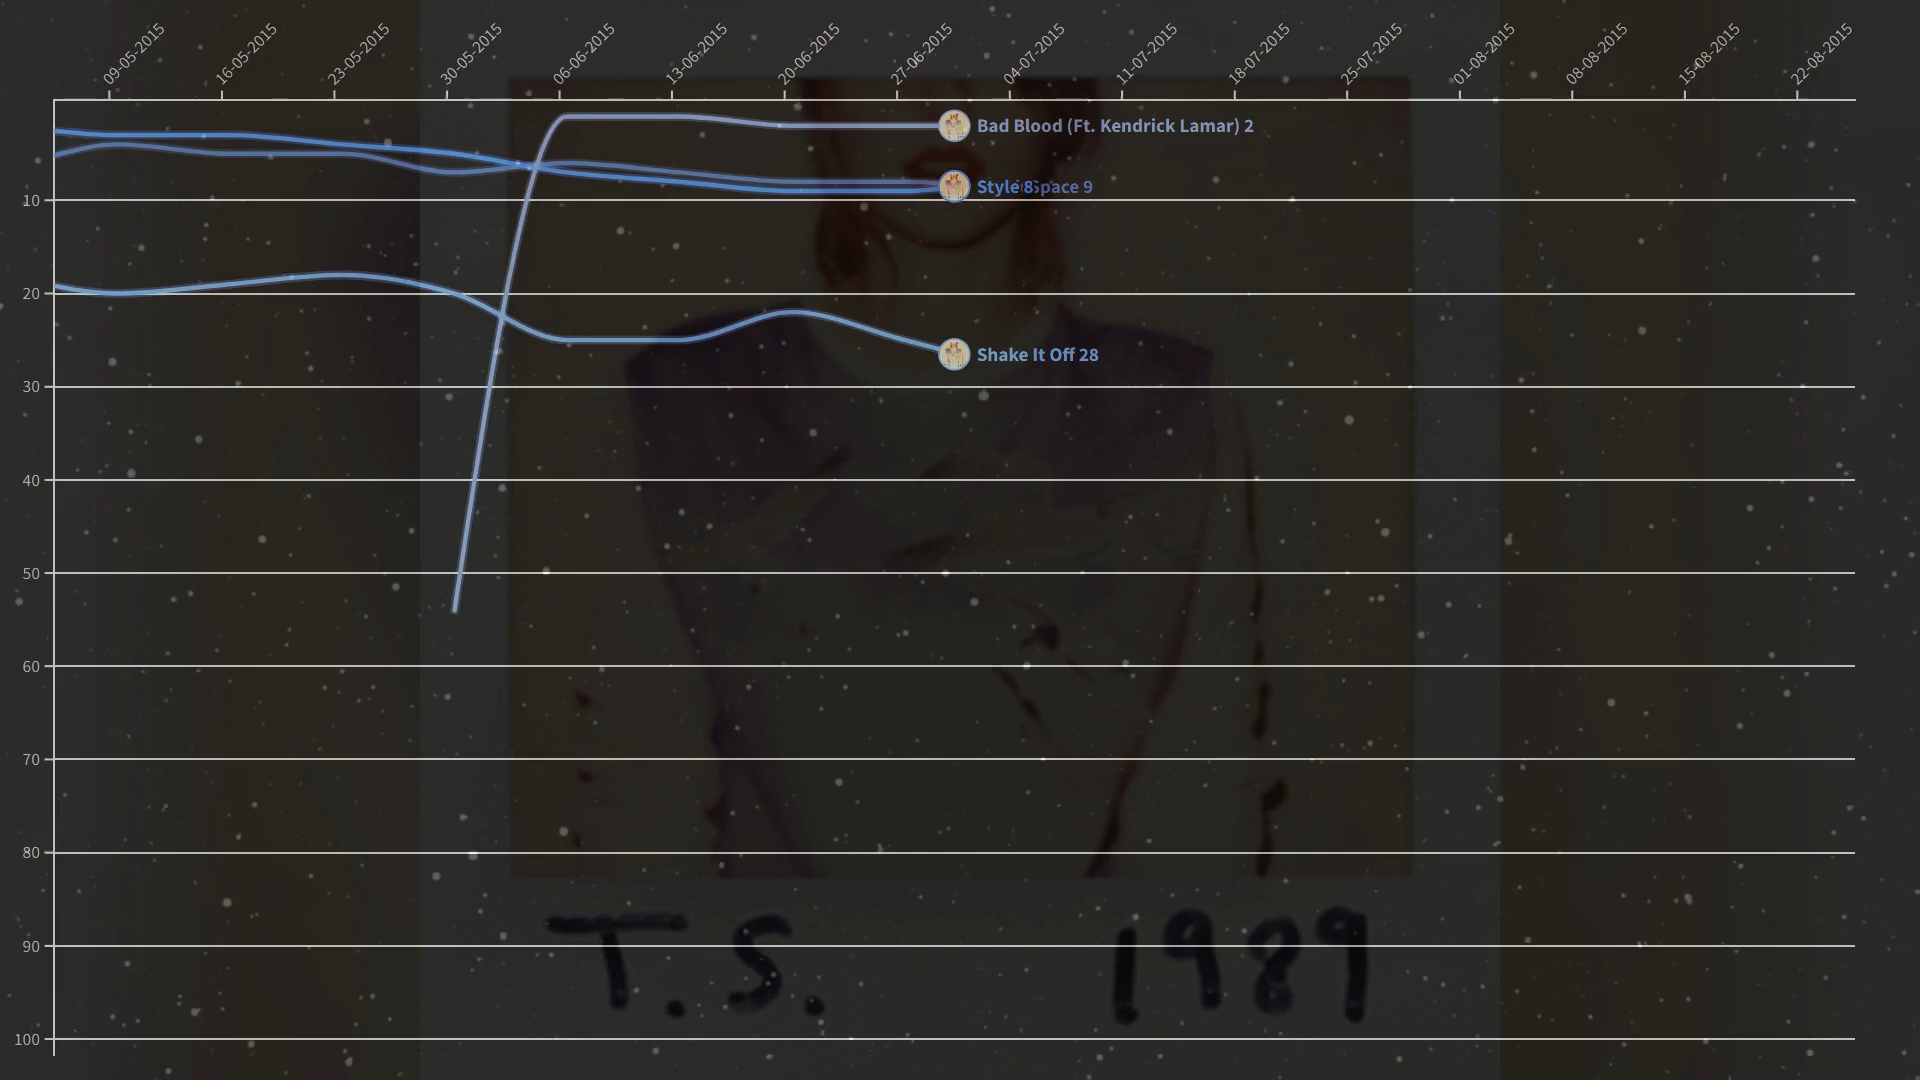 09-05-2015 16-05-2015 23-05-2015 30-05-2015 06-06-2015 13-06-2015 20-06-2015 27-06-2015 04-07-2015 11-07-2015 18-07-2015 25-07-2015 01-08-2015 08-08-2015 15-08-2015 22-08-2015
Bad Blood (Ft. Kendrick Lamar) 2
Style 8
Space 9
10
20
Shake It Off 28
30
40
50
60
70
80
90
T.S. 1989
100